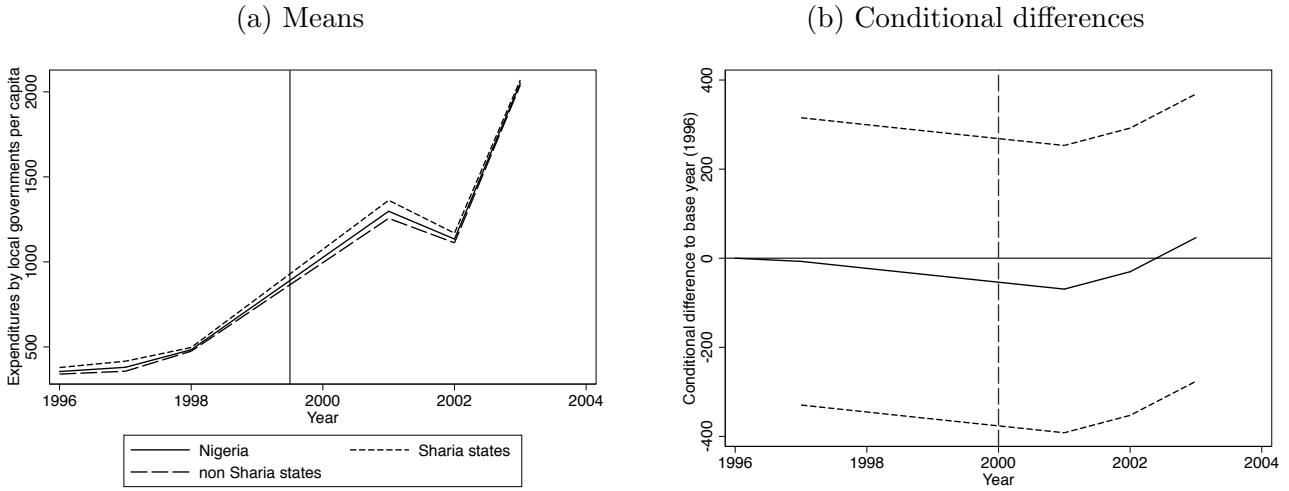 (a) Means
Expenditures by local governments per capita
2000
1500
1000
500
1996 1998 2000 2002 2004
Year
Nigeria
Sharia states
non Sharia states
(b) Conditional differences
Conditional difference to base year (1996)
400
200
0
-200
-400
1996 1998 2000 2002 2004
Year